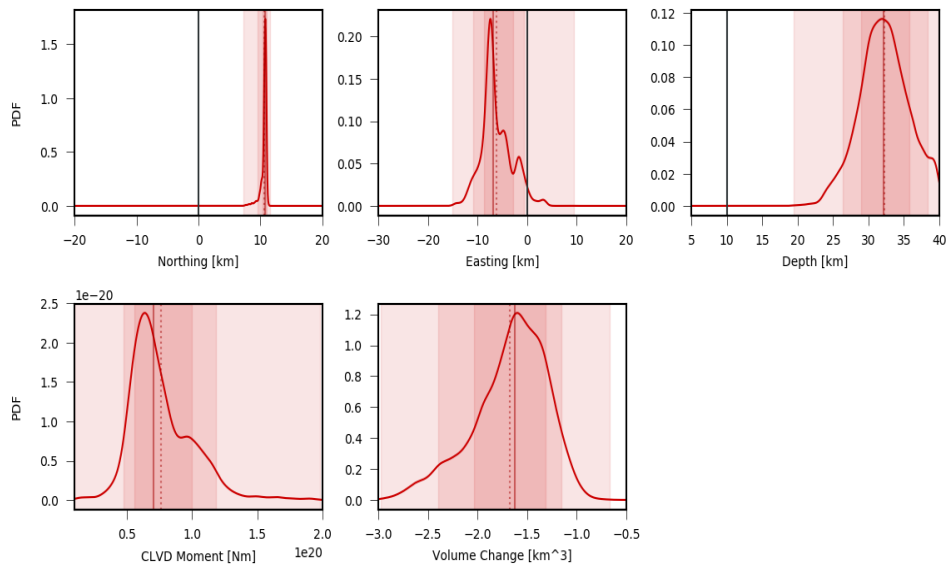 PDF
1.5
1.0
0.5
0.0
−20 −10 0 10 20
Northing [km]
0.20
0.15
0.10
0.05
0.00
−30 −20 −10 0 10 20
Easting [km]
0.12
0.10
0.08
0.06
0.04
0.02
0.00
5 10 15 20 25 30 35 40
Depth [km]
1e−20
PDF
2.5
2.0
1.5
1.0
0.5
0.0
0.5 1.0 1.5 2.0
CLVD Moment [Nm]
1e20
1.2
1.0
0.8
0.6
0.4
0.2
0.0
−3.0 −2.5 −2.0 −1.5 −1.0 −0.5
Volume Change [km^3]